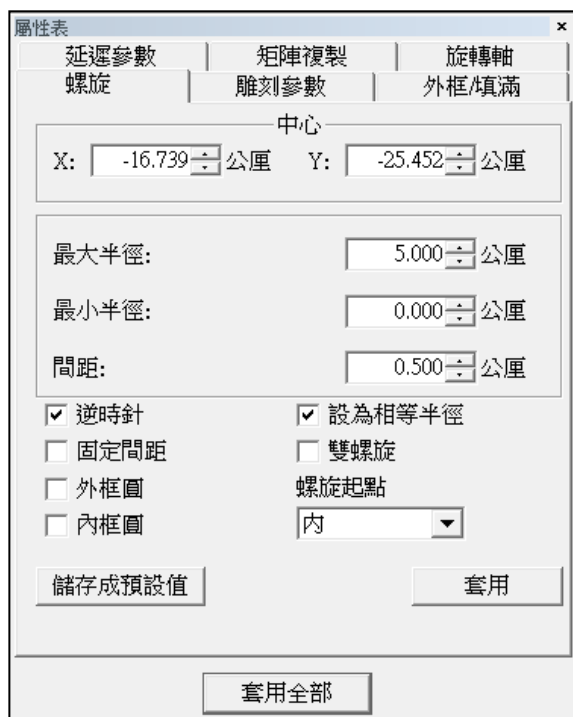 屬性表 ×
延遲參數 矩陣複製 旋轉軸
螺旋 雕刻參數 外框/填滿
中心
X: -16.739 公厘 Y: -25.452 公厘
最大半徑: 5.000 公厘
最小半徑: 0.000 公厘
間距: 0.500 公厘
逆時針 設為相等半徑
固定間距 雙螺旋
外框圓 螺旋起點
內框圓 內
儲存成預設值 套用
套用全部